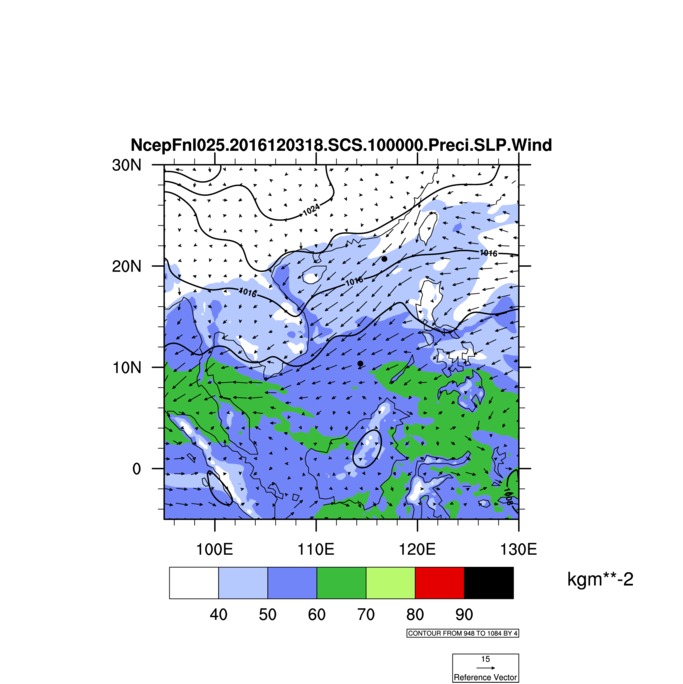 NcepFnl025.2016120318.SCS.100000.Preci.SLP.Wind
30N
1024
20N
1016
1016
1016
10N
0
100E
110E
120E
130E
kgm**-2
40
50
60
70
80
90
CONTOUR FROM 948 TO 1084 BY 4
15
Reference Vector